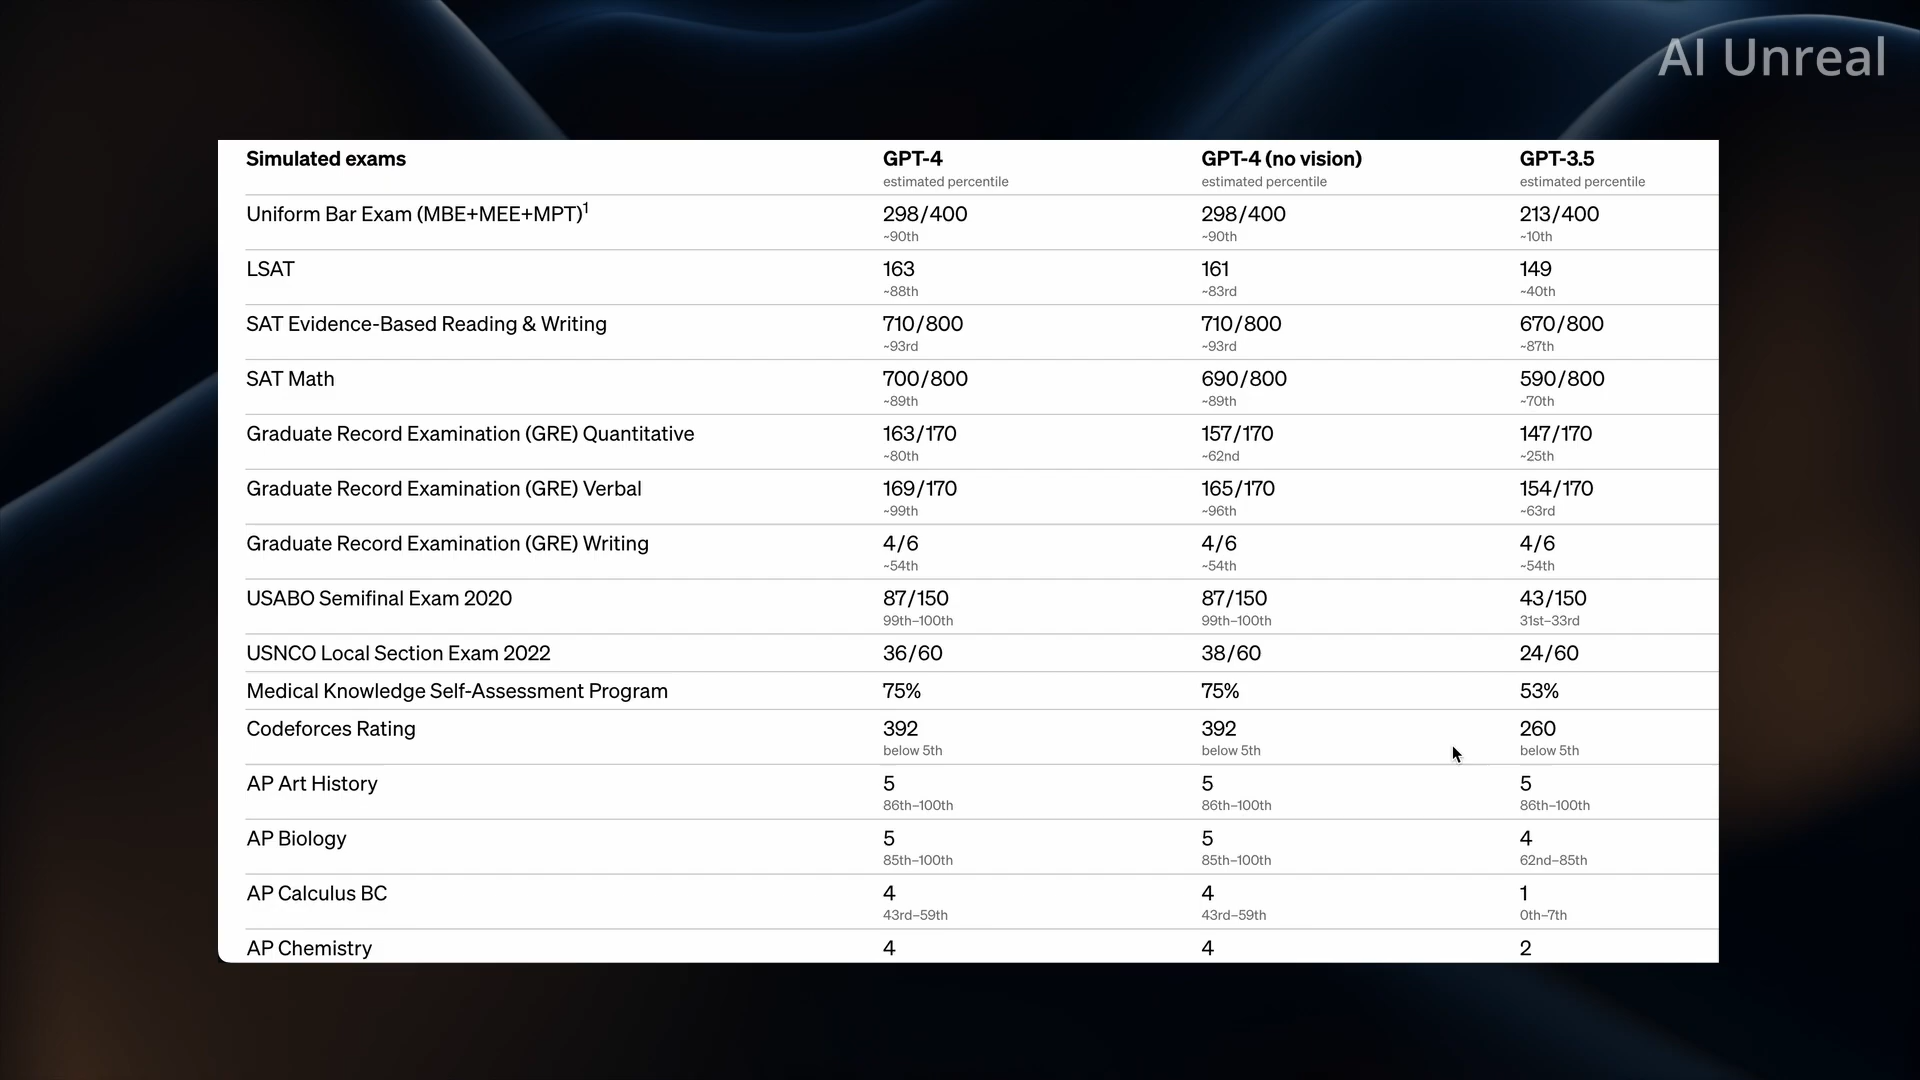 AI Unreal
Simulated exams GPT-4 GPT-4 (no vision) GPT-3.5
estimated percentile estimated percentile estimated percentile
Uniform Bar Exam (MBE+MEE+MPT)¹ 298/400 298/400 213/400
~90th ~90th ~10th
LSAT 163 161 149
~88th ~83rd ~40th
SAT Evidence-Based Reading & Writing 710/800 710/800 670/800
~93rd ~93rd ~87th
SAT Math 700/800 690/800 590/800
~89th ~89th ~70th
Graduate Record Examination (GRE) Quantitative 163/170 157/170 147/170
~80th ~62nd ~25th
Graduate Record Examination (GRE) Verbal 169/170 165/170 154/170
~99th ~96th ~63rd
Graduate Record Examination (GRE) Writing 4/6 4/6 4/6
~54th ~54th ~54th
USABO Semifinal Exam 2020 87/150 87/150 43/150
99th–100th 99th–100th 31st–33rd
USNCO Local Section Exam 2022 36/60 38/60 24/60
Medical Knowledge Self-Assessment Program 75% 75% 53%
Codeforces Rating 392 392 260
below 5th below 5th below 5th
AP Art History 5 5 5
86th–100th 86th–100th 86th–100th
AP Biology 5 5 4
85th–100th 85th–100th 62nd–85th
AP Calculus BC 4 4 1
43rd–59th 43rd–59th 0th–7th
AP Chemistry 4 4 2